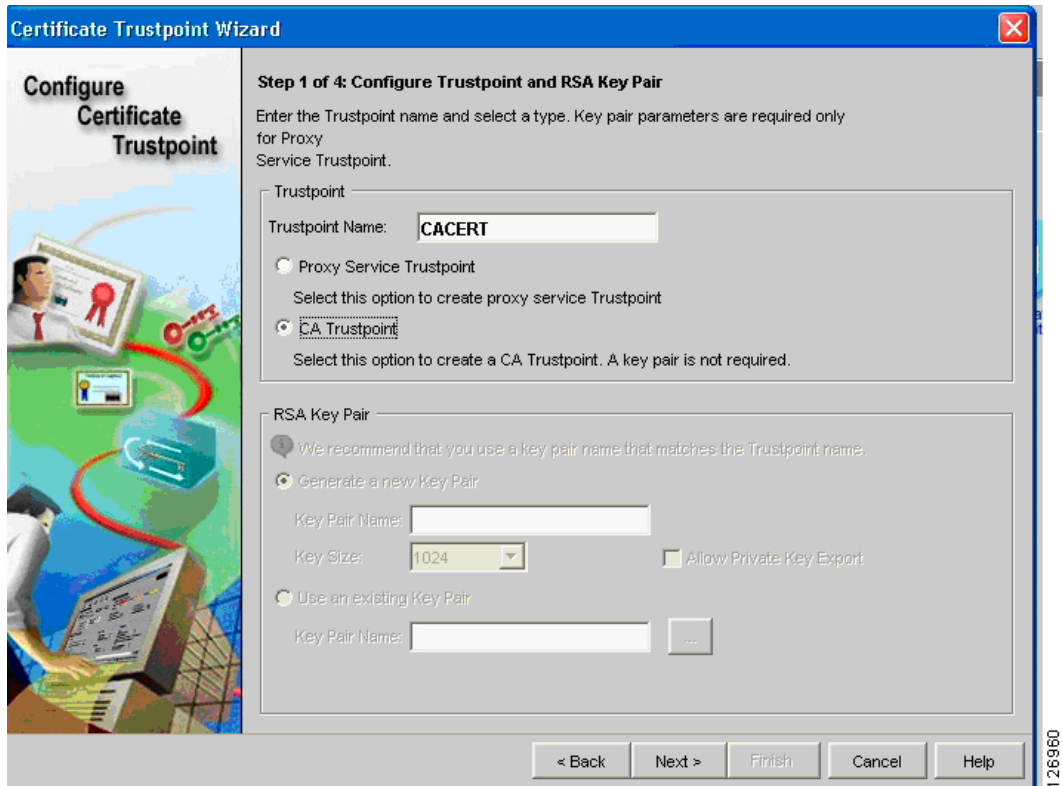 Certificate Trustpoint Wizard
Configure
Certificate
Trustpoint
Step 1 of 4: Configure Trustpoint and RSA Key Pair
Enter the Trustpoint name and select a type. Key pair parameters are required only
for Proxy
Service Trustpoint.
Trustpoint
Trustpoint Name: CACERT
Proxy Service Trustpoint
Select this option to create proxy service Trustpoint
CA Trustpoint
Select this option to create a CA Trustpoint. A key pair is not required.
RSA Key Pair
We recommend that you use a key pair name that matches the Trustpoint name.
Generate a new Key Pair
Key Pair Name:
Key Size: 1024 Allow Private Key Export
Use an existing Key Pair
Key Pair Name: ...
< Back Next > Finish Cancel Help
126960